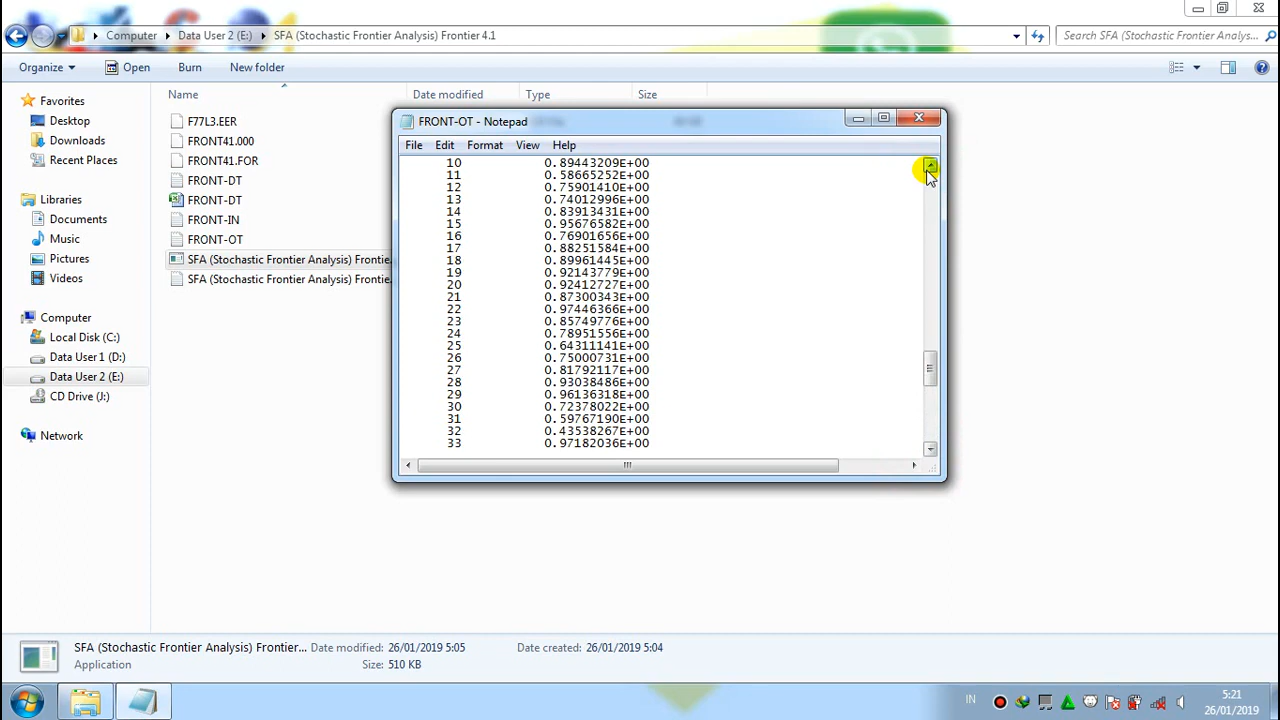 Computer
Data User 2 (E:)
SFA (Stochastic Frontier Analysis) Frontier 4.1
Search SFA (Stochastic Frontier Analys...
Organize
Open
Burn
New folder
Favorites
Desktop
Downloads
Recent Places
Libraries
Documents
Music
Pictures
Videos
Computer
Local Disk (C:)
Data User 1 (D:)
Data User 2 (E:)
CD Drive (J:)
Network
Name
Date modified
Type
Size
F77L3.EER
FRONT41.000
FRONT41.FOR
FRONT-DT
FRONT-DT
FRONT-IN
FRONT-OT
SFA (Stochastic Frontier Analysis) Frontie
SFA (Stochastic Frontier Analysis) Frontie
FRONT-OT - Notepad
File Edit Format View Help
10 0.89443209E+00
11 0.58665252E+00
12 0.75901410E+00
13 0.74012996E+00
14 0.83913431E+00
15 0.95676582E+00
16 0.76901656E+00
17 0.88251584E+00
18 0.89961445E+00
19 0.92143779E+00
20 0.92412727E+00
21 0.87300343E+00
22 0.97446366E+00
23 0.85749776E+00
24 0.78951556E+00
25 0.64311141E+00
26 0.75000731E+00
27 0.81792117E+00
28 0.93038486E+00
29 0.96136318E+00
30 0.72378022E+00
31 0.59767190E+00
32 0.43538267E+00
33 0.97182036E+00
SFA (Stochastic Frontier Analysis) Frontier... Date modified: 26/01/2019 5:05 Date created: 26/01/2019 5:04
Application Size: 510 KB
IN
5:21
26/01/2019